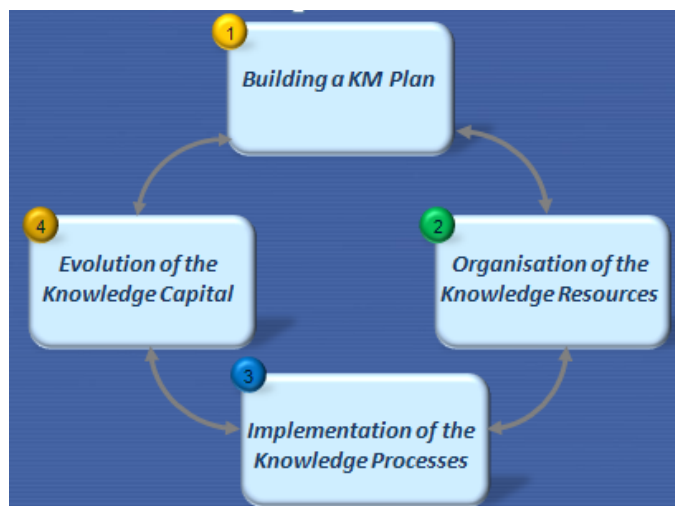 1
Building a KM Plan
2
Organisation of the
Knowledge Resources
3
Implementation of the
Knowledge Processes
4
Evolution of the
Knowledge Capital